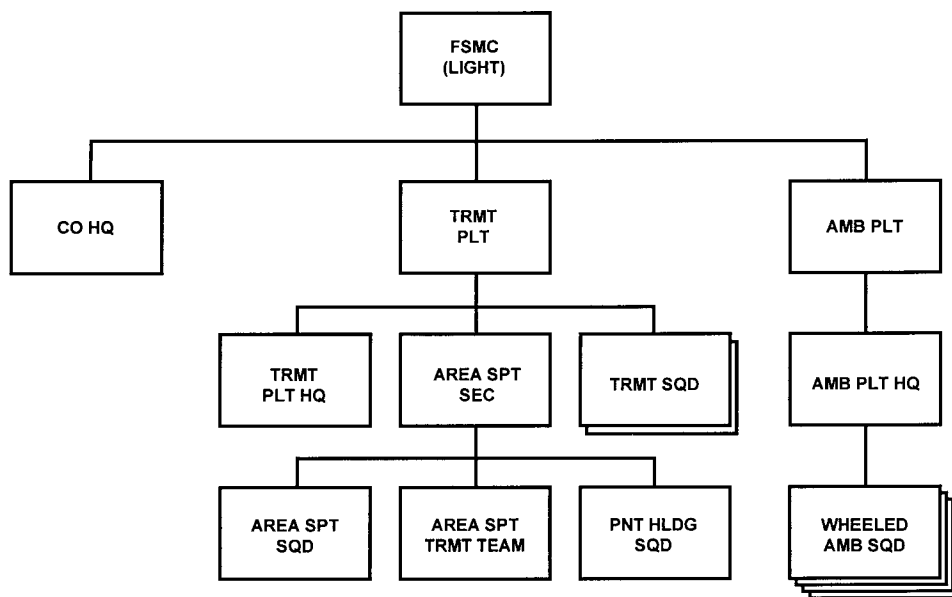 FSMC
(LIGHT)
CO HQ
TRMT
PLT
AMB PLT
TRMT
PLT HQ
AREA SPT
SEC
TRMT SQD
AMB PLT HQ
AREA SPT
SQD
AREA SPT
TRMT TEAM
PNT HLDG
SQD
WHEELED
AMB SQD